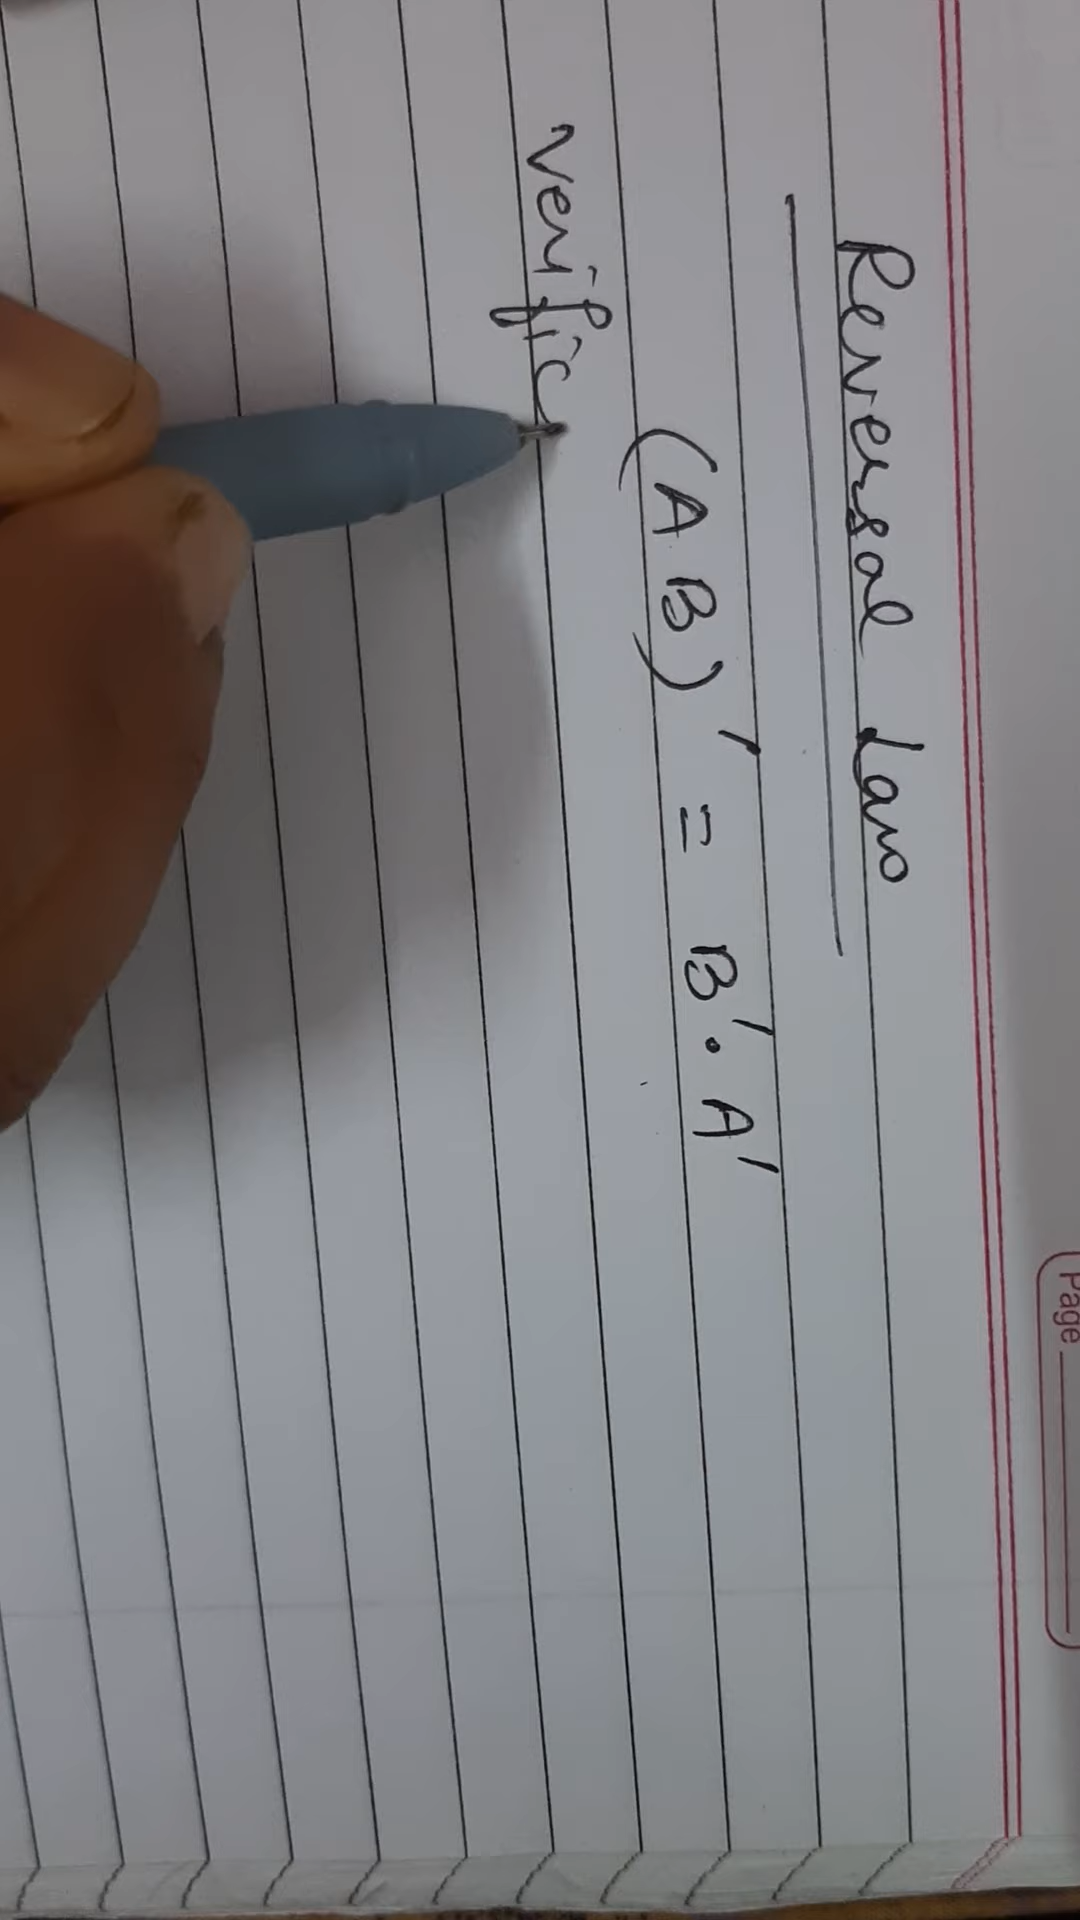 Page
Reversal Law
(AB)' = B'. A'
Verific